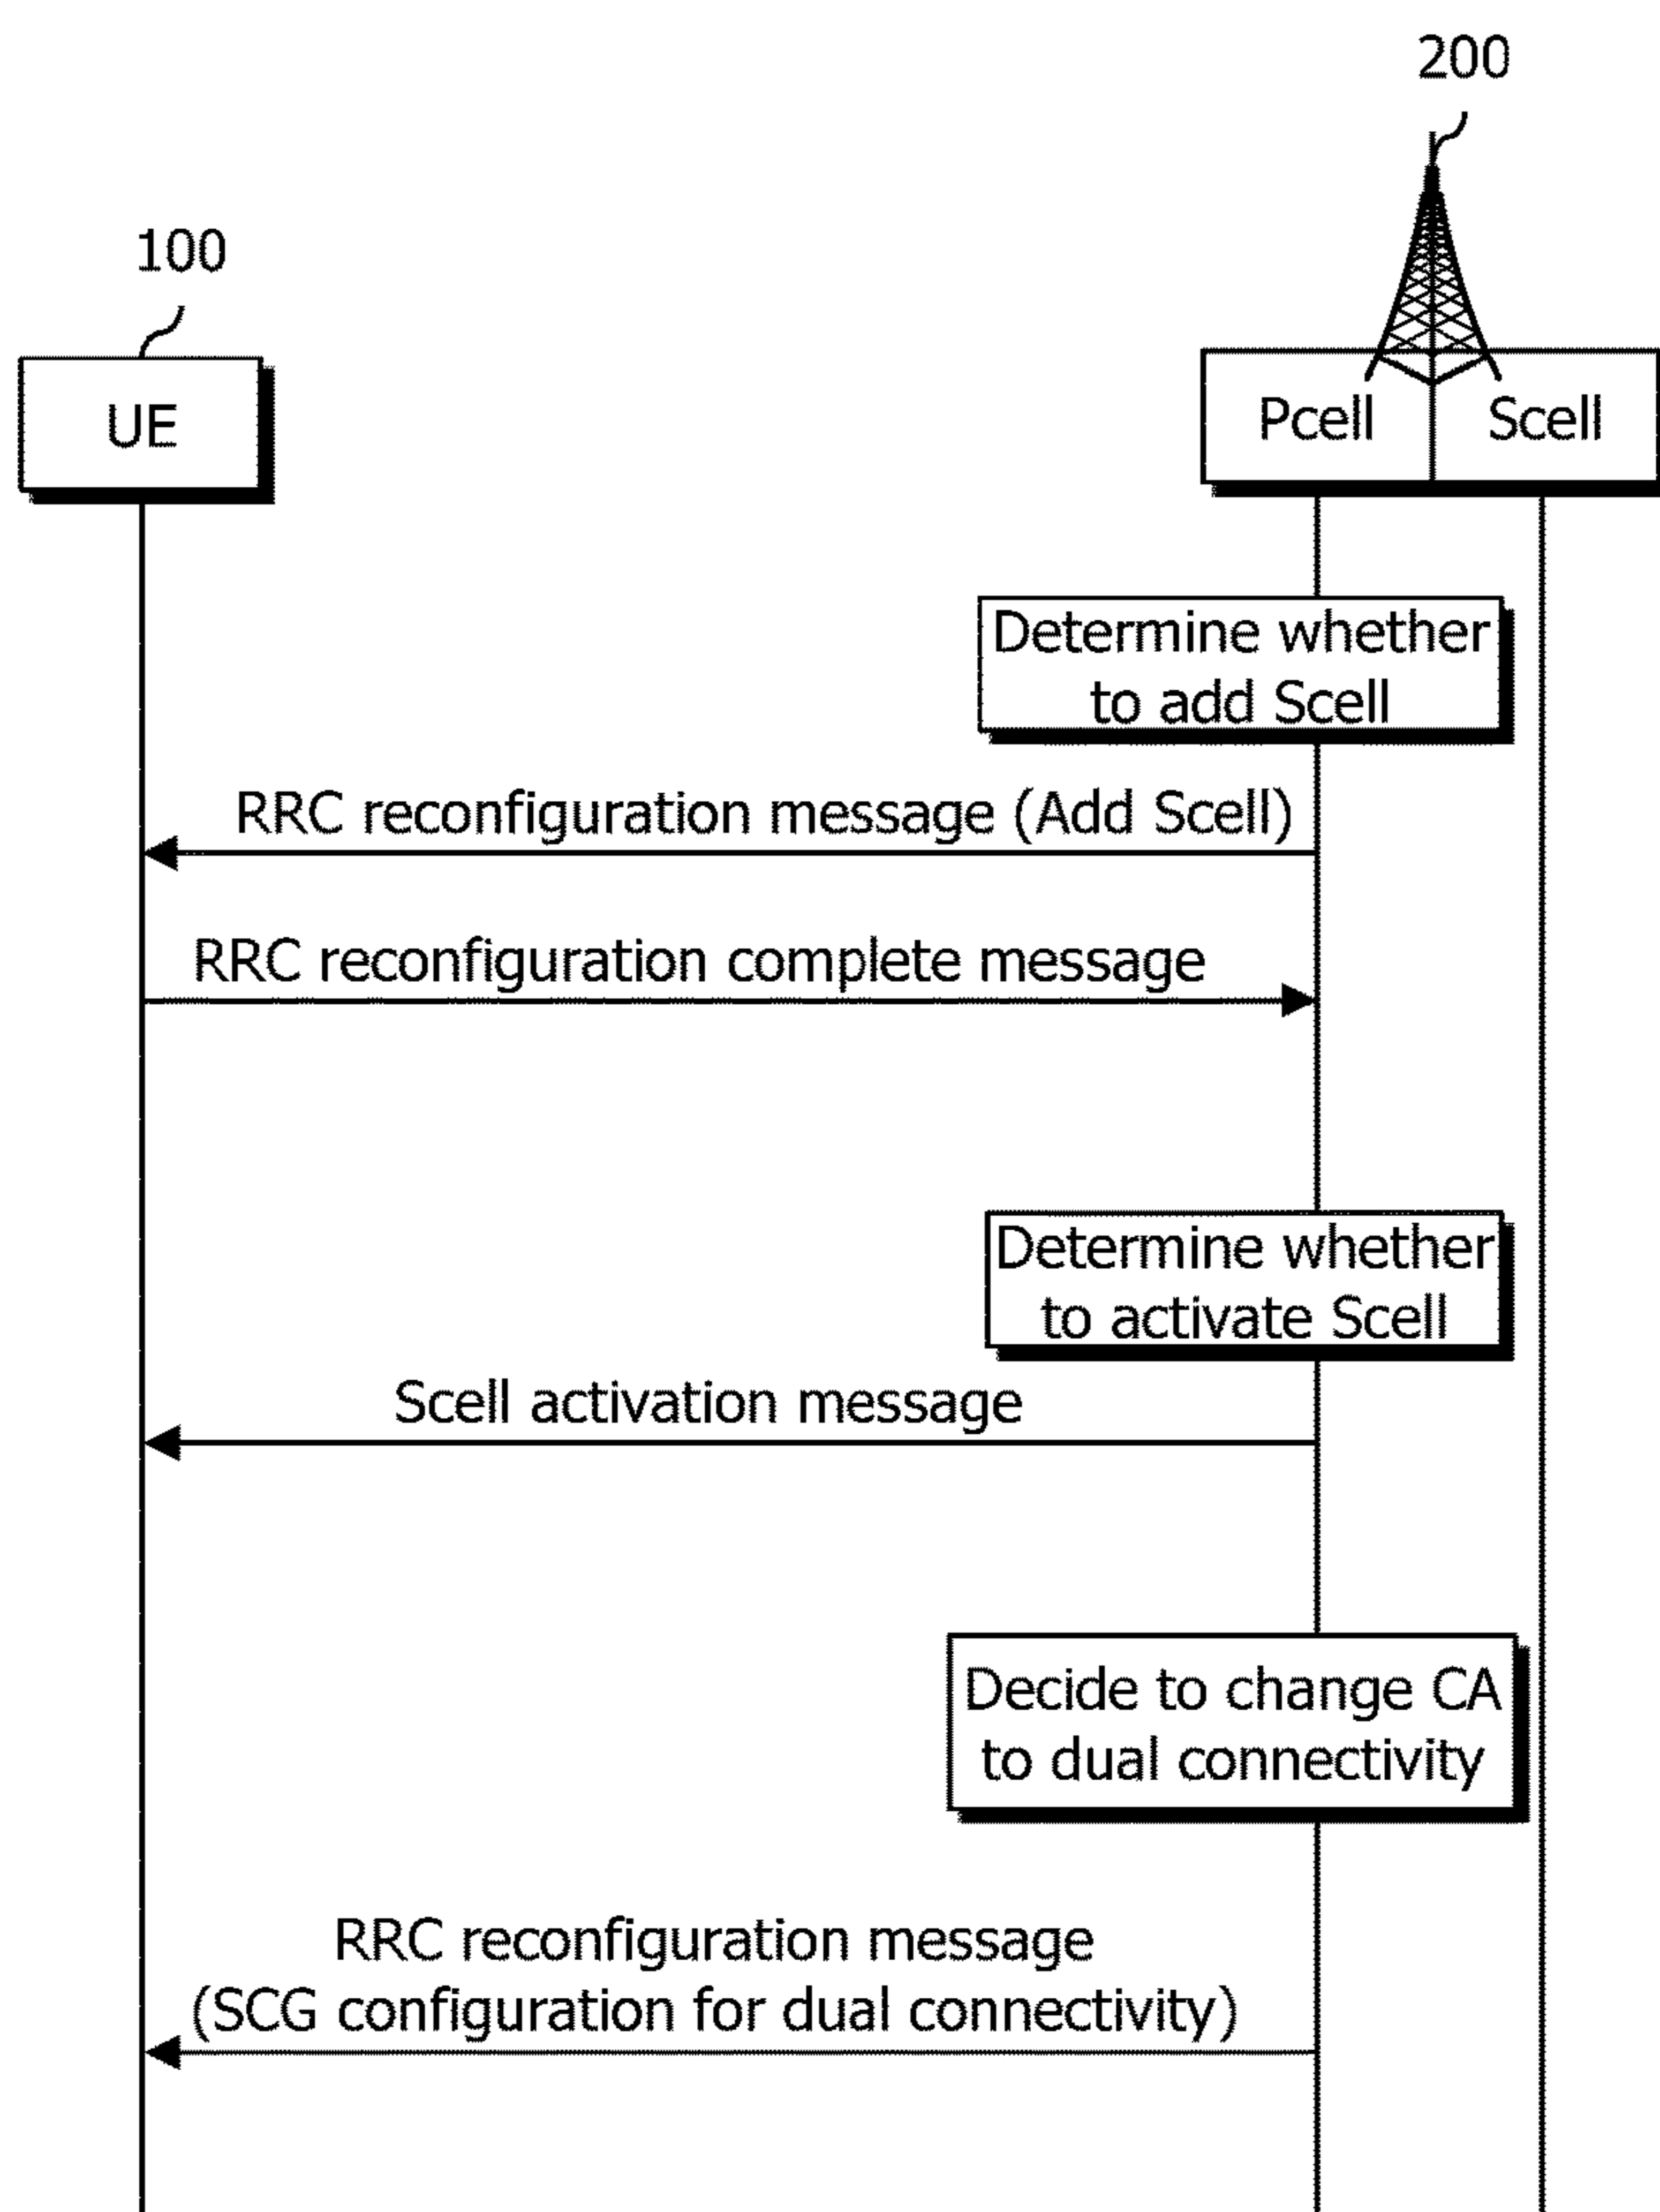 200
100
UE
Pcell
Scell
Determine whether
to add Scell
RRC reconfiguration message (Add Scell)
RRC reconfiguration complete message
Determine whether
to activate Scell
Scell activation message
Decide to change CA
to dual connectivity
RRC reconfiguration message
(SCG configuration for dual connectivity)